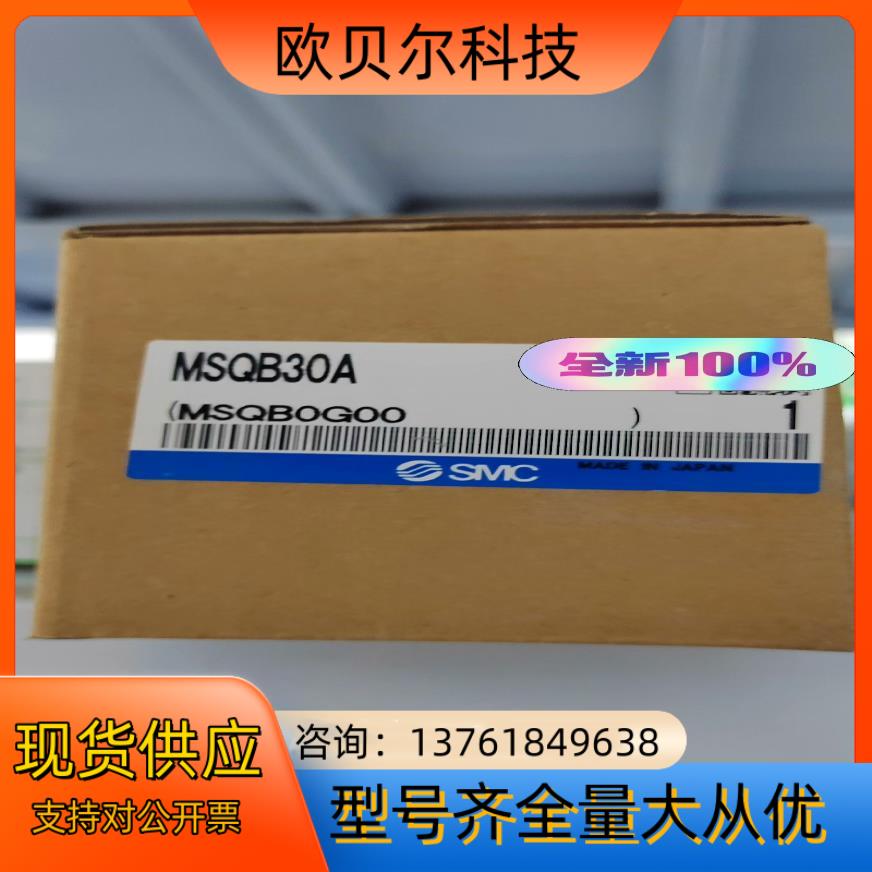 欧贝尔科技
MSQB30A
全新100%
(MSQB0G00 )
1
SMC
MADE IN JAPAN
现货供应
支持对公开票
咨询：13761849638
型号齐全量大从优